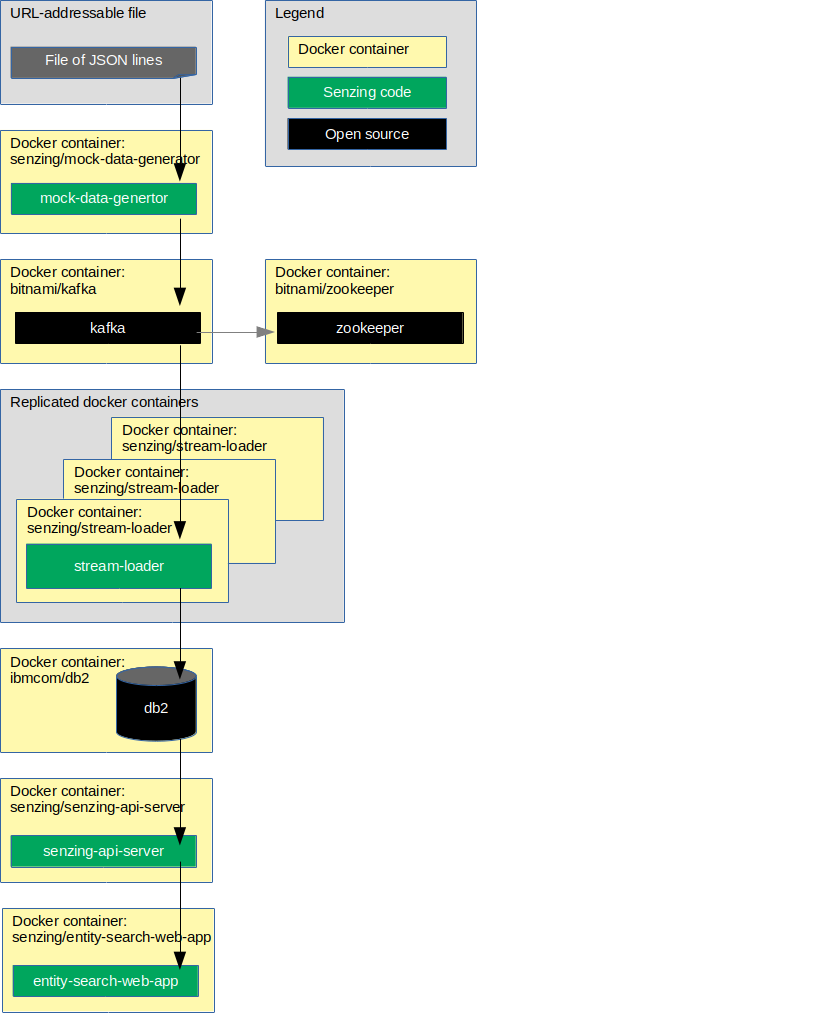 URL-addressable file
File of JSON lines
Legend
Docker container
Senzing code
Open source
Docker container:
senzing/mock-data-generator
mock-data-genertor
Docker container:
bitnami/kafka
kafka
Docker container:
bitnami/zookeeper
zookeeper
Replicated docker containers
Docker container:
senzing/stream-loader
Docker container:
senzing/stream-loader
Docker container:
senzing/stream-loader
stream-loader
Docker container:
ibmcom/db2
db2
Docker container:
senzing/senzing-api-server
senzing-api-server
Docker container:
senzing/entity-search-web-app
entity-search-web-app